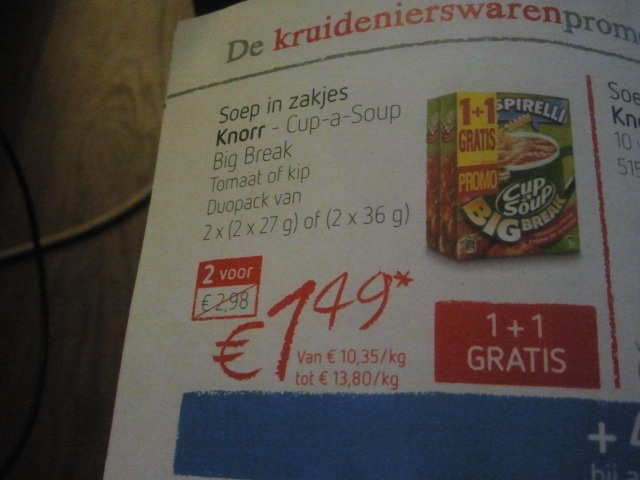 De kruidenierswarenprom
Soep in zakjes
Knorr - Cup-a-Soup
Big Break
Tomaat of kip
Duopack van
2 x (2 x 27 g) of (2 x 36 g)
2 voor
€ 2,98
€ 1,49*
Van € 10,35/kg
tot € 13,80/kg
1+1
GRATIS
PROMO
SPIRELLI
Cup
a
Soup
BIG BREAK
1 + 1
GRATIS
Soe
Kn
10
515
+ 4
bij a